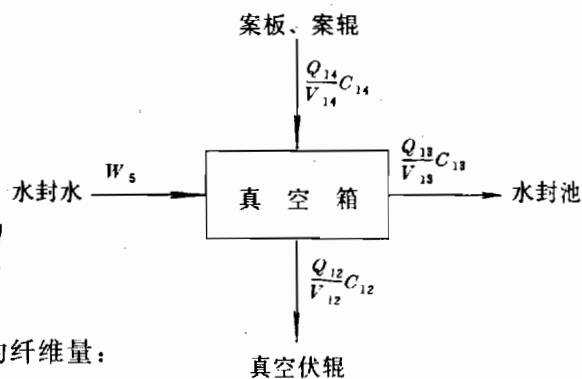 案板、案辊
Q₁₄/V₁₄ C₁₄
水封水
W₅
真空箱
Q₁₃/V₁₃ C₁₃
水封池
Q₁₂/V₁₂ C₁₂
的纤维量：
真空伏辊